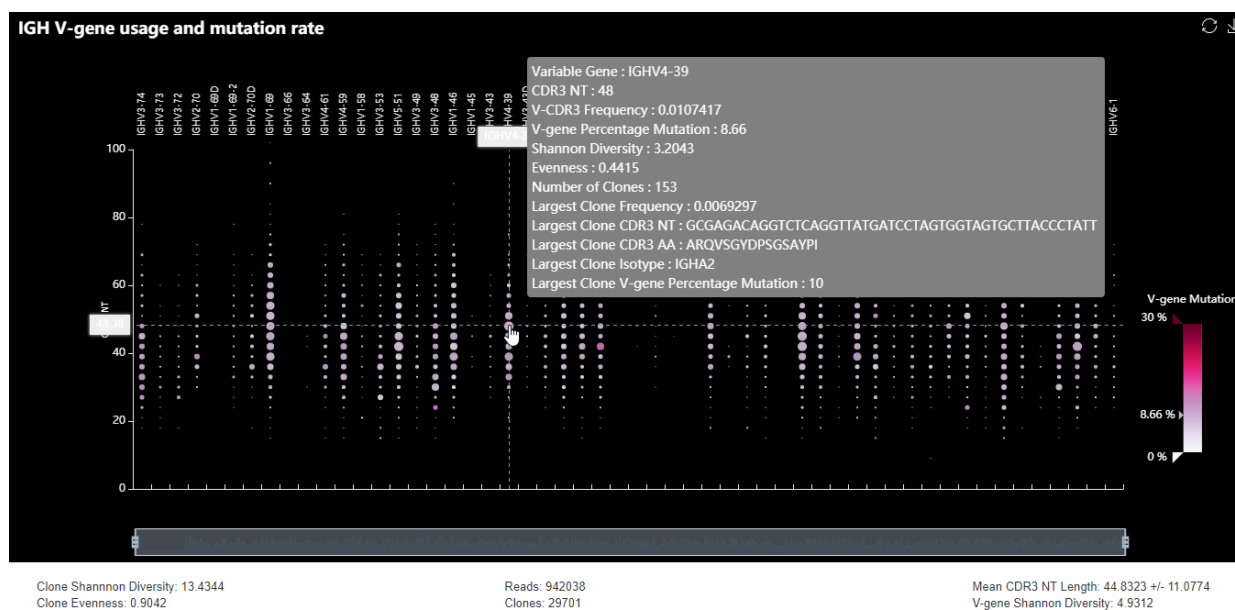 IGH V-gene usage and mutation rate
IGHV3-74
IGHV3-73
IGHV3-72
IGHV2-70
IGHV1-69D
IGHV1-69-2
IGHV2-70D
IGHV1-69
IGHV3-66
IGHV3-64
IGHV4-61
IGHV4-59
IGHV1-58
IGHV3-53
IGHV5-51
IGHV3-49
IGHV3-48
IGHV1-46
IGHV1-45
IGHV3-43
IGHV4-39
IGHV6-1
Variable Gene : IGHV4-39
CDR3 NT : 48
V-CDR3 Frequency : 0.0107417
V-gene Percentage Mutation : 8.66
Shannon Diversity : 3.2043
Evenness : 0.4415
Number of Clones : 153
Largest Clone Frequency : 0.0069297
Largest Clone CDR3 NT : GCGAGACAGGTCTCAGGTTATGATCCTAGTGGTAGTGCTTACCCTATT
Largest Clone CDR3 AA : ARQVSGYDPSGSAYPI
Largest Clone Isotype : IGHA2
Largest Clone V-gene Percentage Mutation : 10
100
80
60
40
20
0
NT
48.38
V-gene Mutation
30 %
8.66 %
0 %
Clone Shannnon Diversity: 13.4344
Clone Evenness: 0.9042
Reads: 942038
Clones: 29701
Mean CDR3 NT Length: 44.8323 +/- 11.0774
V-gene Shannon Diversity: 4.9312